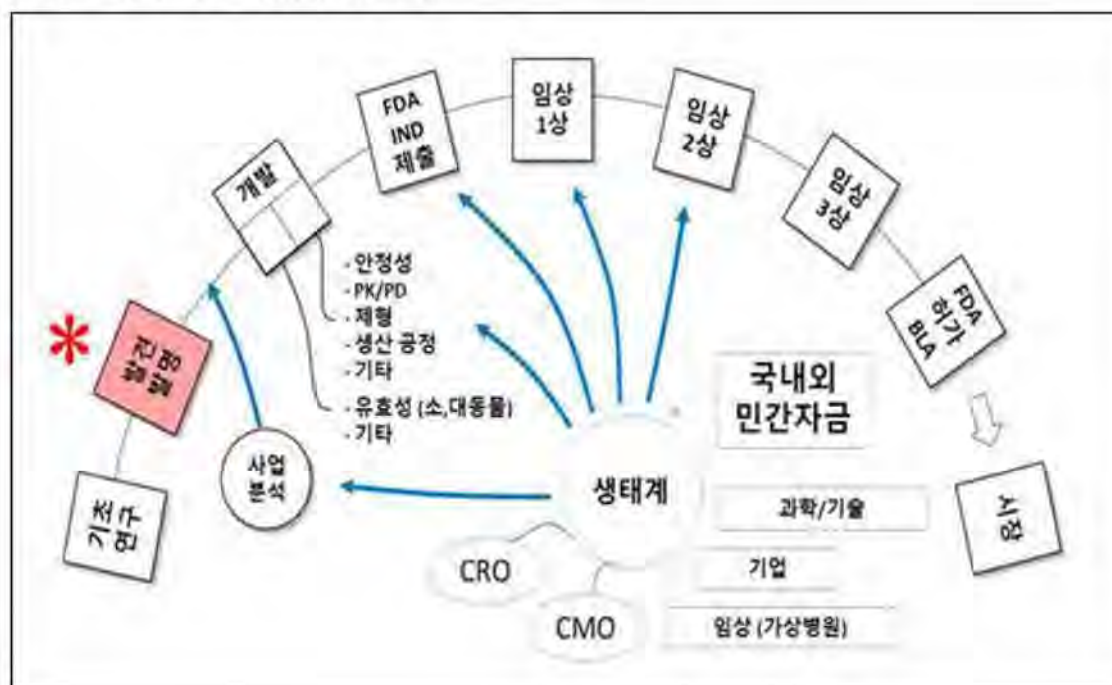 기초
연구
발견
발명
사업
개발
FDA
IND
제출
임상
1상
임상
2상
임상
3상
FDA
허가
BLA
시장
- 안정성
- PK/PD
- 제형
- 생산 공정
- 기타
- 유효성 (소,대동물)
- 기타
생태계
CRO
CMO
국내외
민간자금
과학/기술
기업
임상 (가상병원)